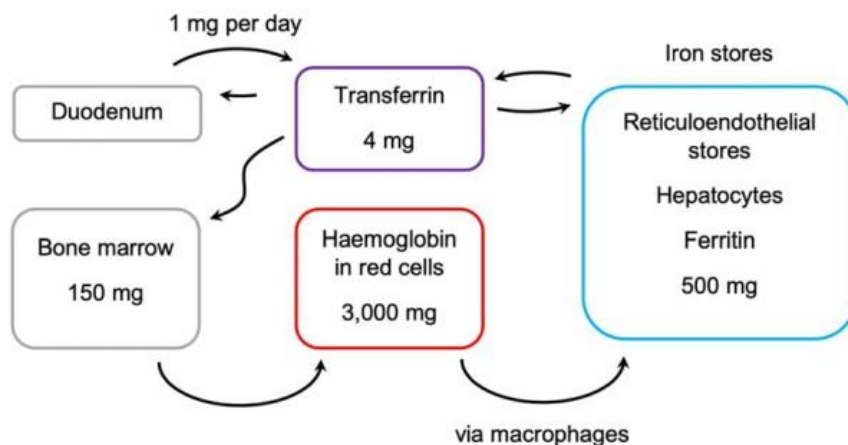 1 mg per day
Iron stores
Duodenum
Transferrin
4 mg
Reticuloendothelial
stores
Hepatocytes
Ferritin
500 mg
Bone marrow
150 mg
Haemoglobin
in red cells
3,000 mg
via macrophages